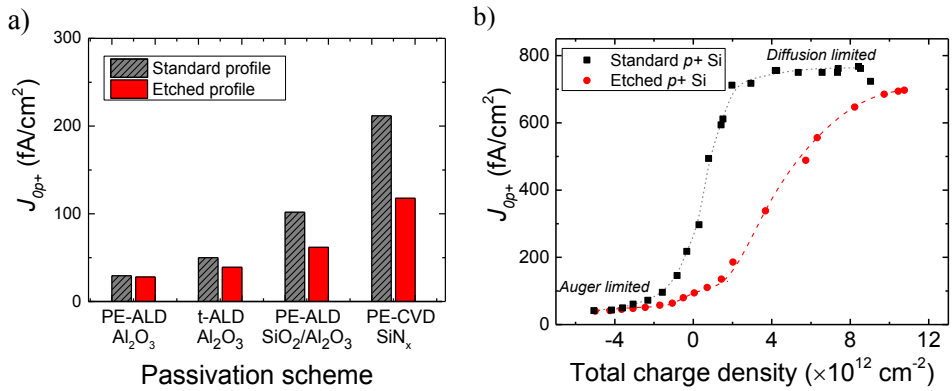 a)
300
200
100
0
J0p+ (fA/cm²)
Standard profile
Etched profile
PE-ALD t-ALD PE-ALD PE-CVD
Al₂O₃ Al₂O₃ SiO₂/Al₂O₃ SiNₓ
Passivation scheme
b)
800
600
400
200
0
J0p+ (fA/cm²)
Standard p+ Si
Etched p+ Si
Diffusion limited
Auger limited
-4 0 4 8 12
Total charge density (×10¹² cm⁻²)